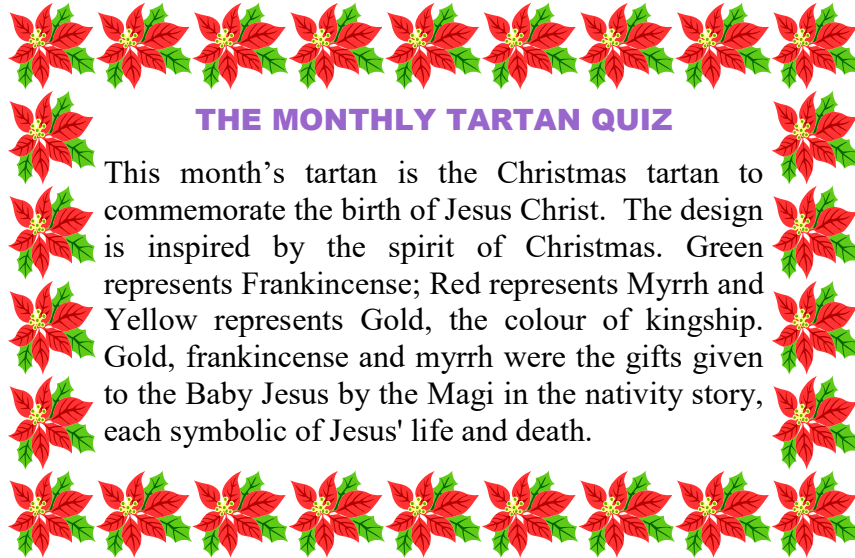 THE MONTHLY TARTAN QUIZ
This month’s tartan is the Christmas tartan to
commemorate the birth of Jesus Christ.  The design
is inspired by the spirit of Christmas. Green
represents Frankincense; Red represents Myrrh and
Yellow represents Gold, the colour of kingship.
Gold, frankincense and myrrh were the gifts given
to the Baby Jesus by the Magi in the nativity story,
each symbolic of Jesus' life and death.